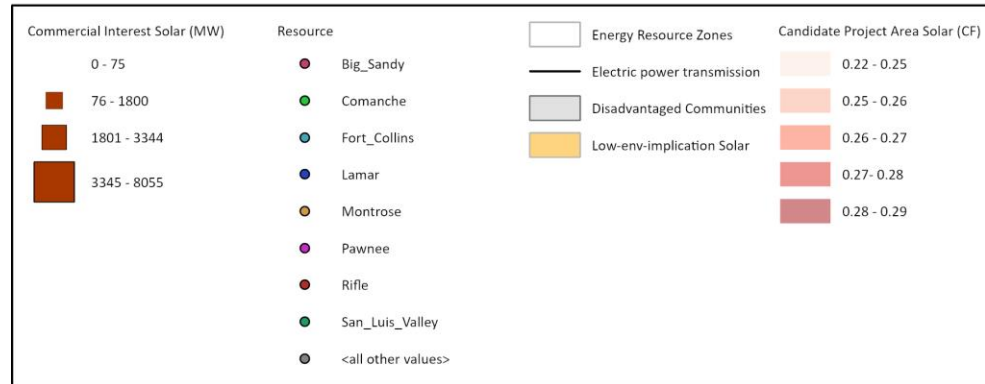 Commercial Interest Solar (MW)
0 - 75
76 - 1800
1801 - 3344
3345 - 8055
Resource
Big_Sandy
Comanche
Fort_Collins
Lamar
Montrose
Pawnee
Rifle
San_Luis_Valley
<all other values>
Energy Resource Zones
Electric power transmission
Disadvantaged Communities
Low-env-implication Solar
Candidate Project Area Solar (CF)
0.22 - 0.25
0.25 - 0.26
0.26 - 0.27
0.27- 0.28
0.28 - 0.29